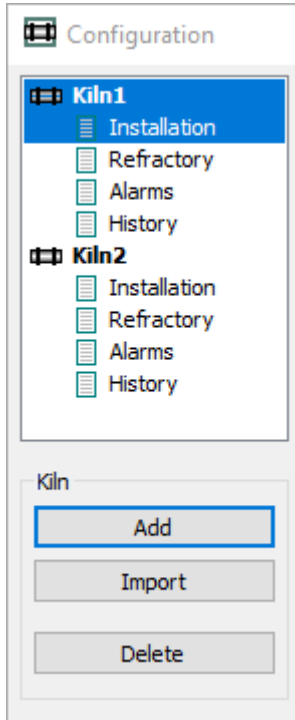 Configuration
Kiln1
Installation
Refractory
Alarms
History
Kiln2
Installation
Refractory
Alarms
History
Kiln
Add
Import
Delete